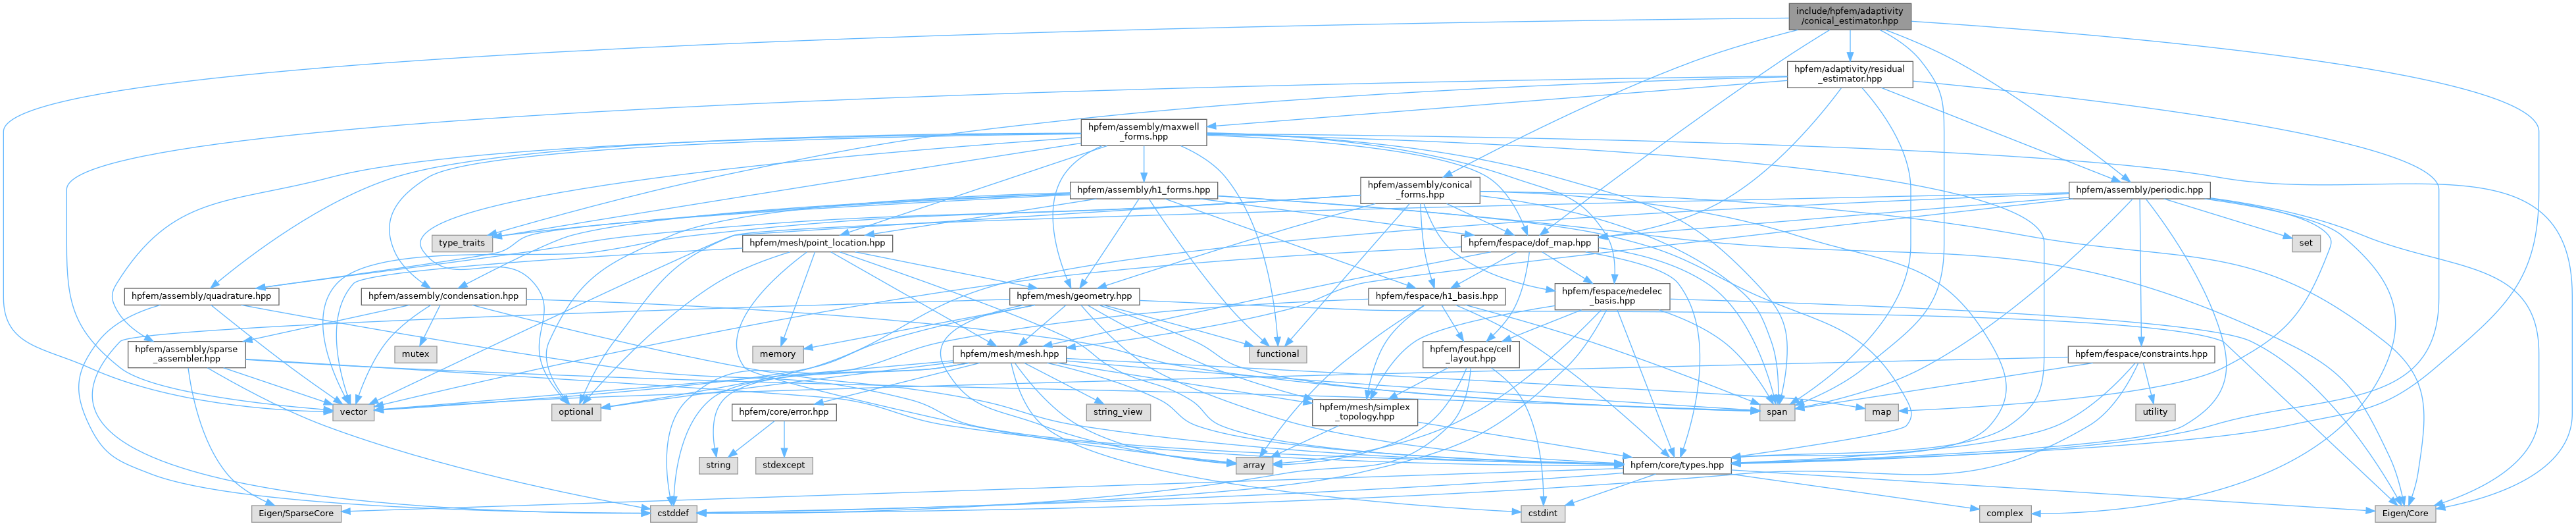 include/hpfem/adaptivity
/conical_estimator.hpp
hpfem/adaptivity/residual
_estimator.hpp
hpfem/assembly/maxwell
_forms.hpp
hpfem/assembly/h1_forms.hpp
hpfem/assembly/conical
_forms.hpp
hpfem/assembly/periodic.hpp
type_traits
hpfem/mesh/point_location.hpp
hpfem/fespace/dof_map.hpp
set
hpfem/assembly/quadrature.hpp
hpfem/assembly/condensation.hpp
hpfem/mesh/geometry.hpp
hpfem/fespace/h1_basis.hpp
hpfem/fespace/nedelec
_basis.hpp
hpfem/assembly/sparse
_assembler.hpp
mutex
memory
hpfem/mesh/mesh.hpp
functional
hpfem/fespace/cell
_layout.hpp
hpfem/fespace/constraints.hpp
vector
optional
hpfem/core/error.hpp
string_view
hpfem/mesh/simplex
_topology.hpp
span
map
utility
string
stdexcept
array
hpfem/core/types.hpp
Eigen/SparseCore
cstddef
cstdint
complex
Eigen/Core